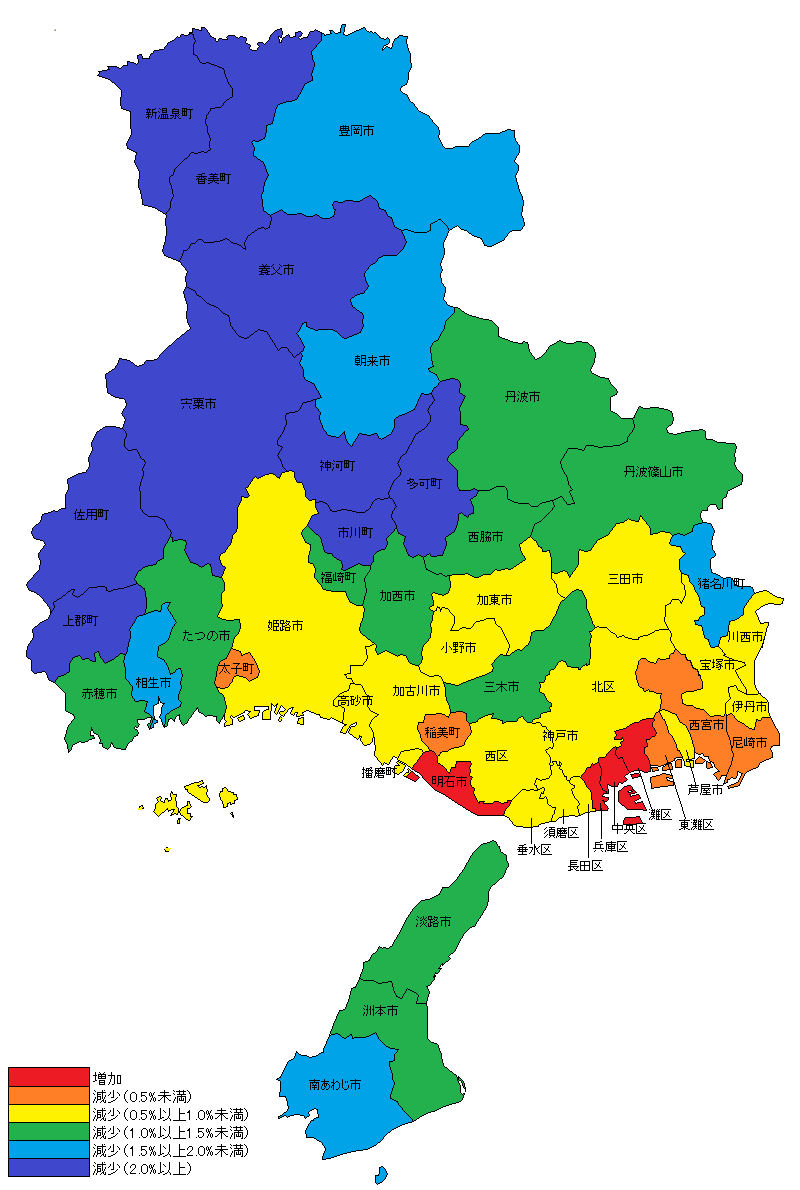 豊岡市
新温泉町
香美町
養父市
朝来市
宍粟市
丹波市
神河町
多可町
丹波篠山市
佐用町
市川町
西脇市
福崎町
三田市
猪名川町
加西市
加東市
上郡町
姫路市
たつの市
川西市
小野市
太子町
宝塚市
相生市
三木市
北区
赤穂市
加古川市
高砂市
伊丹市
西宮市
稲美町
神戸市
尼崎市
西区
播磨町
明石市
芦屋市
灘区
東灘区
中央区
須磨区
兵庫区
垂水区
長田区
淡路市
洲本市
南あわじ市
増加
減少(0.5%未満)
減少(0.5%以上1.0%未満)
減少(1.0%以上1.5%未満)
減少(1.5%以上2.0%未満)
減少(2.0%以上)